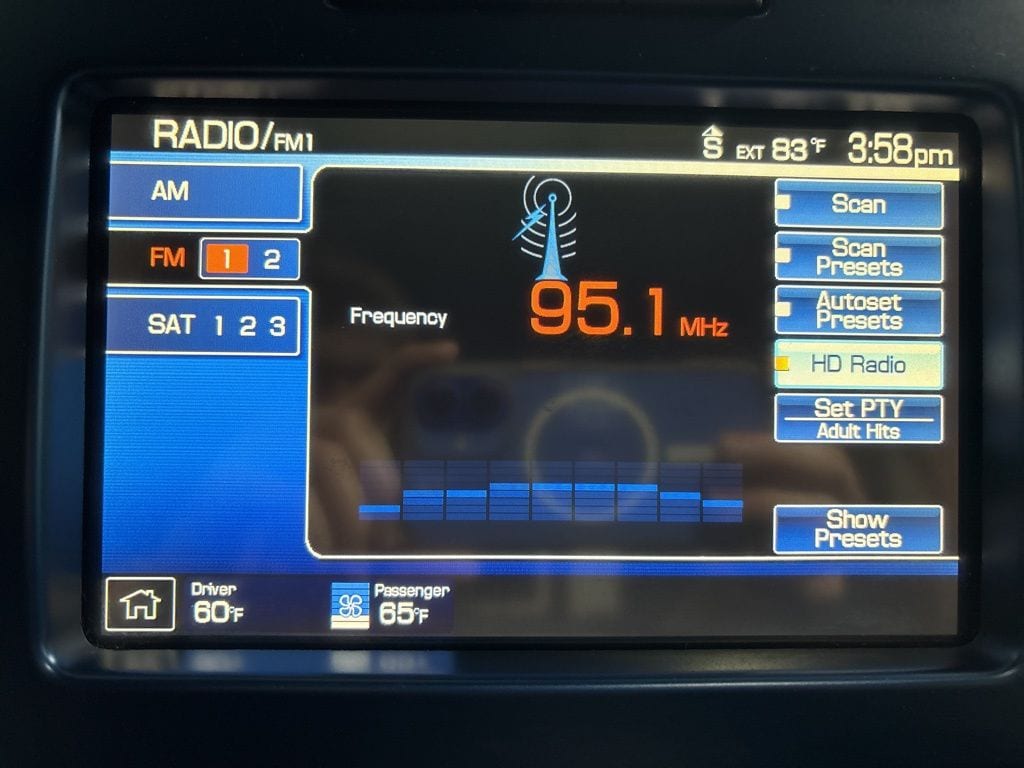 RADIO/FM1
S EXT 83°F 3:58pm
AM
FM 1 2
SAT 1 2 3
Frequency 95.1 MHz
Scan
Scan
Presets
Autoset
Presets
HD Radio
Set PTY
Adult Hits
Show
Presets
Driver
60°F
Passenger
65°F